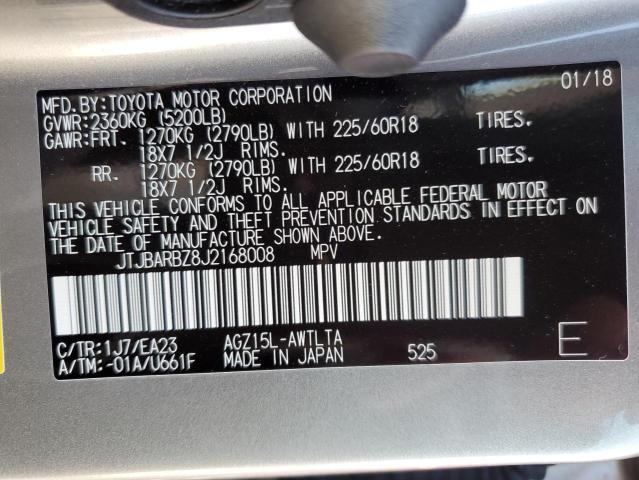 MFD.BY:TOYOTA MOTOR CORPORATION 01/18
GVWR:2360KG (5200LB)
GAWR:FRT. 1270KG (2790LB) WITH 225/60R18 TIRES.
18X7 1/2J RIMS.
RR. 1270KG (2790LB) WITH 225/60R18 TIRES.
18X7 1/2J RIMS.
THIS VEHICLE CONFORMS TO ALL APPLICABLE FEDERAL MOTOR
VEHICLE SAFETY AND THEFT PREVENTION STANDARDS IN EFFECT ON
THE DATE OF MANUFACTURE SHOWN ABOVE.
JTJBARBZ8J2168008 MPV
C/TR:1J7/EA23 AGZ15L-AWTLTA
A/TM:-01A/U661F MADE IN JAPAN 525 E